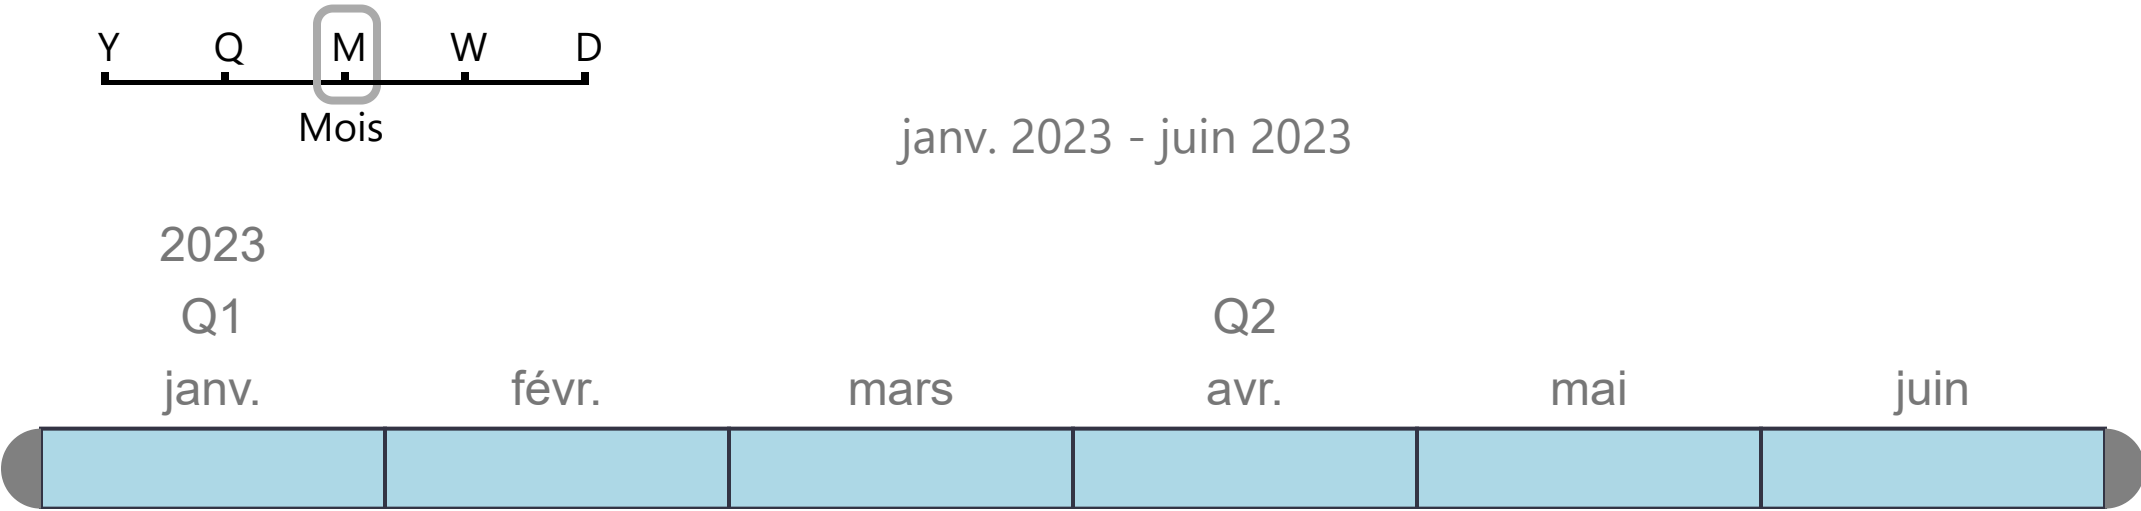 Y Q M W D
Mois
janv. 2023 - juin 2023
2023
Q1 Q2
janv. févr. mars avr. mai juin